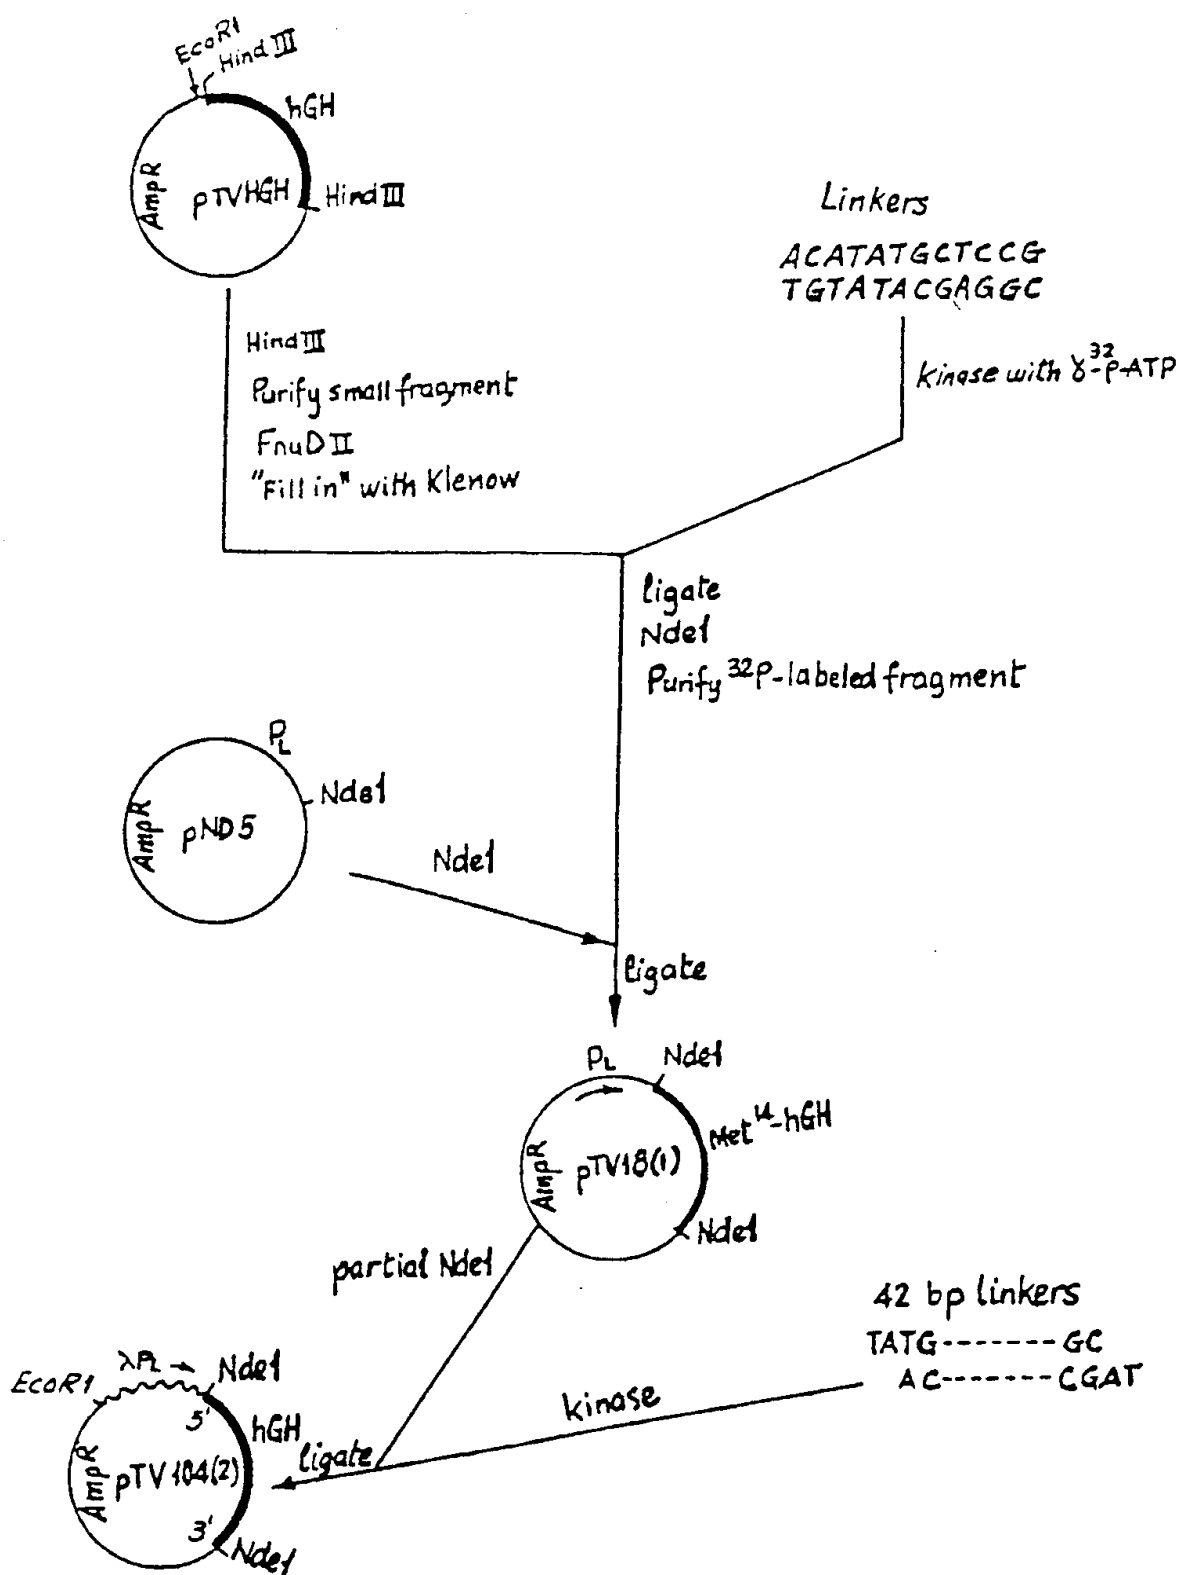 EcoR1
Hind III
hGH
AmpR
pTVHGH
Hind III
Linkers
ACATATGCTCCG
TGTATACGAGGC
Hind III
Purify small fragment
FnuD II
"Fill in" with Klenow
kinase with γ-32P-ATP
ligate
Nde1
Purify 32P-labeled fragment
PL
Nde1
AmpR
pND5
Nde1
ligate
PL
Nde1
Met14-hGH
AmpR
pTV18(1)
Nde1
partial Nde1
42 bp linkers
TATG-------GC
AC-------CGAT
kinase
ligate
λPL
Nde1
EcoR1
5'
hGH
AmpR
pTV104(2)
3'
Nde1